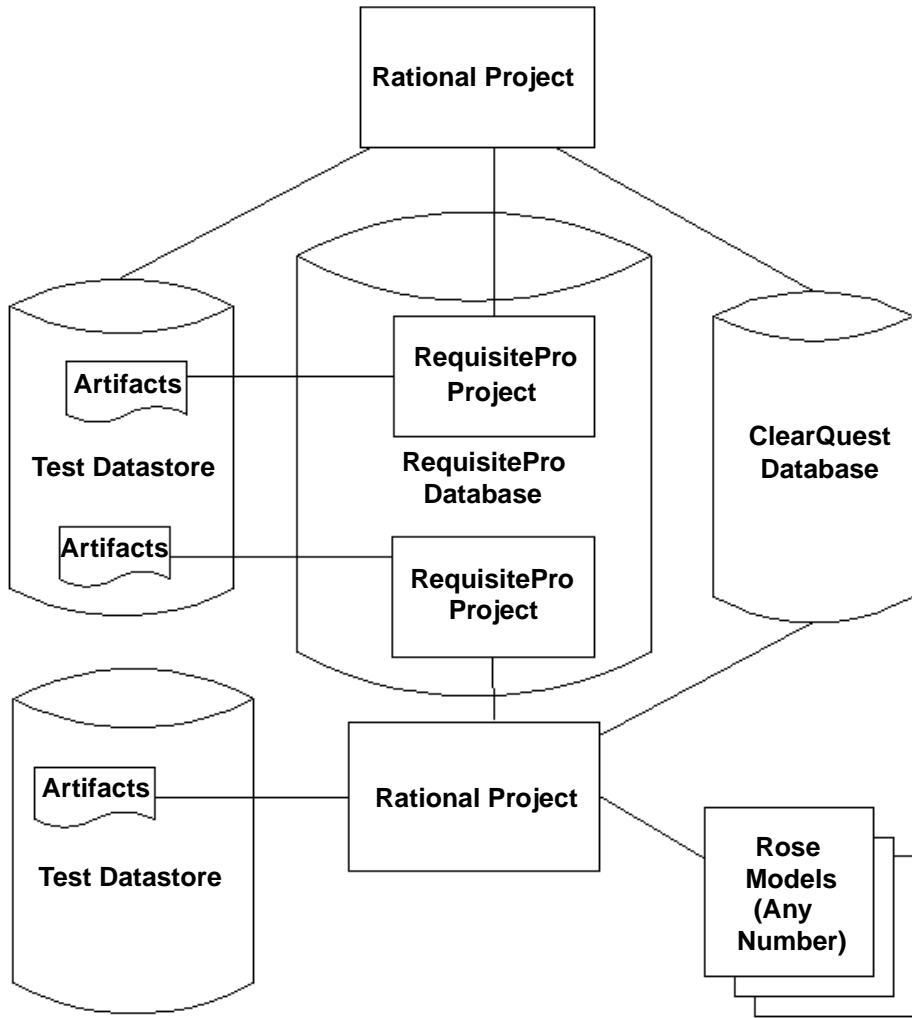 Rational Project
Artifacts
RequisitePro
Project
Test Datastore
RequisitePro
Database
ClearQuest
Database
Artifacts
RequisitePro
Project
Artifacts
Rational Project
Test Datastore
Rose
Models
(Any
Number)